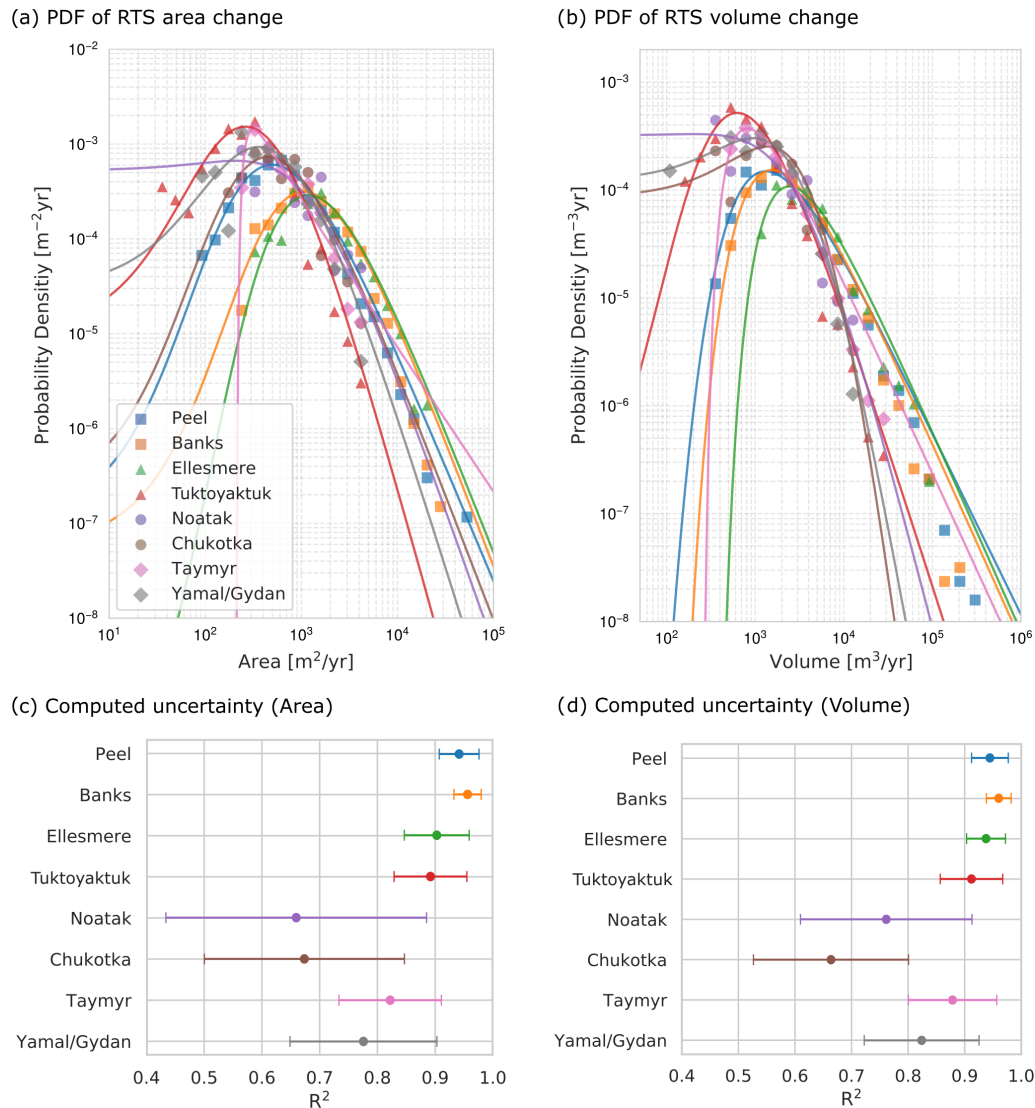 (a) PDF of RTS area change
(b) PDF of RTS volume change
10⁻²
10⁻³
10⁻⁴
10⁻⁵
10⁻⁶
10⁻⁷
10⁻⁸
Probability Densitiy [m⁻²yr]
Peel
Banks
Ellesmere
Tuktoyaktuk
Noatak
Chukotka
Taymyr
Yamal/Gydan
10¹ 10² 10³ 10⁴ 10⁵
Area [m²/yr]
10⁻³
10⁻⁴
10⁻⁵
10⁻⁶
10⁻⁷
10⁻⁸
Probability Densitiy [m⁻³yr]
10² 10³ 10⁴ 10⁵ 10⁶
Volume [m³/yr]
(c) Computed uncertainty (Area)
Peel
Banks
Ellesmere
Tuktoyaktuk
Noatak
Chukotka
Taymyr
Yamal/Gydan
0.4 0.5 0.6 0.7 0.8 0.9 1.0
R²
(d) Computed uncertainty (Volume)
Peel
Banks
Ellesmere
Tuktoyaktuk
Noatak
Chukotka
Taymyr
Yamal/Gydan
0.4 0.5 0.6 0.7 0.8 0.9 1.0
R²